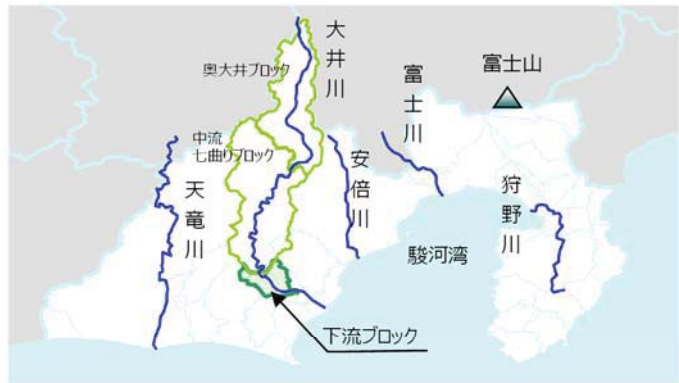 大井川
奥大井ブロック
富士川
富士山
中流
七曲りブロック
天竜川
安倍川
狩野川
駿河湾
下流ブロック